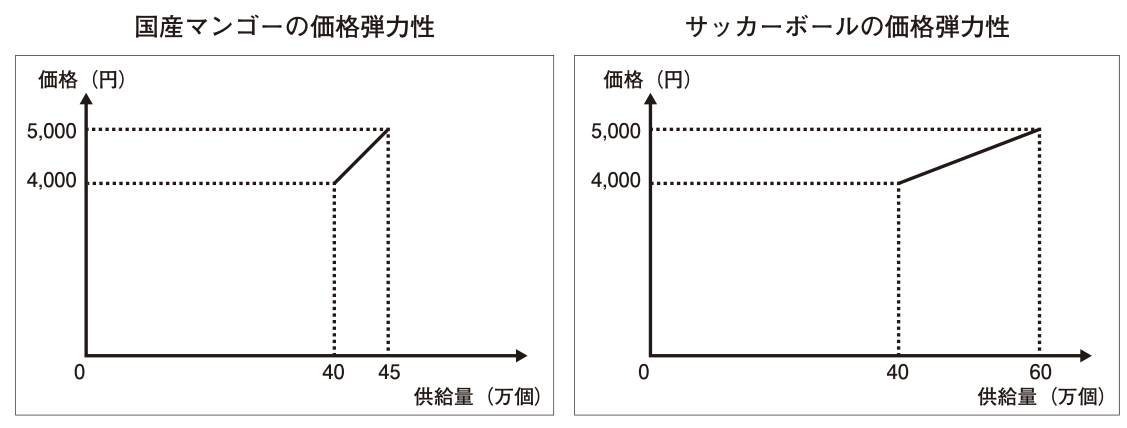 国産マンゴーの価格弾力性
価格（円）
5,000
4,000
0
40
45
供給量（万個）
サッカーボールの価格弾力性
価格（円）
5,000
4,000
0
40
60
供給量（万個）